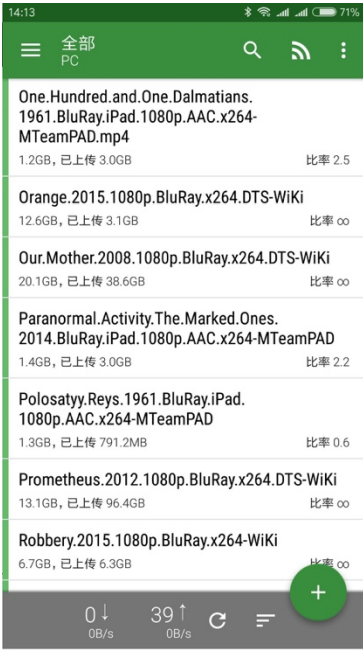 14:13
71%
全部
PC
One.Hundred.and.One.Dalmatians.
1961.BluRay.iPad.1080p.AAC.x264-
MTeamPAD.mp4
1.2GB, 已上传 3.0GB 比率 2.5
Orange.2015.1080p.BluRay.x264.DTS-WiKi
12.6GB, 已上传 3.1GB 比率 ∞
Our.Mother.2008.1080p.BluRay.x264.DTS-WiKi
20.1GB, 已上传 38.6GB 比率 ∞
Paranormal.Activity.The.Marked.Ones.
2014.BluRay.iPad.1080p.AAC.x264-MTeamPAD
1.4GB, 已上传 3.0GB 比率 2.2
Polosatyy.Reys.1961.BluRay.iPad.
1080p.AAC.x264-MTeamPAD
1.3GB, 已上传 791.2MB 比率 0.6
Prometheus.2012.1080p.BluRay.x264.DTS-WiKi
13.1GB, 已上传 96.4GB 比率 ∞
Robbery.2015.1080p.BluRay.x264-WiKi
6.7GB, 已上传 6.3GB 比率 ∞
0↓ 39↑
0B/s 0B/s